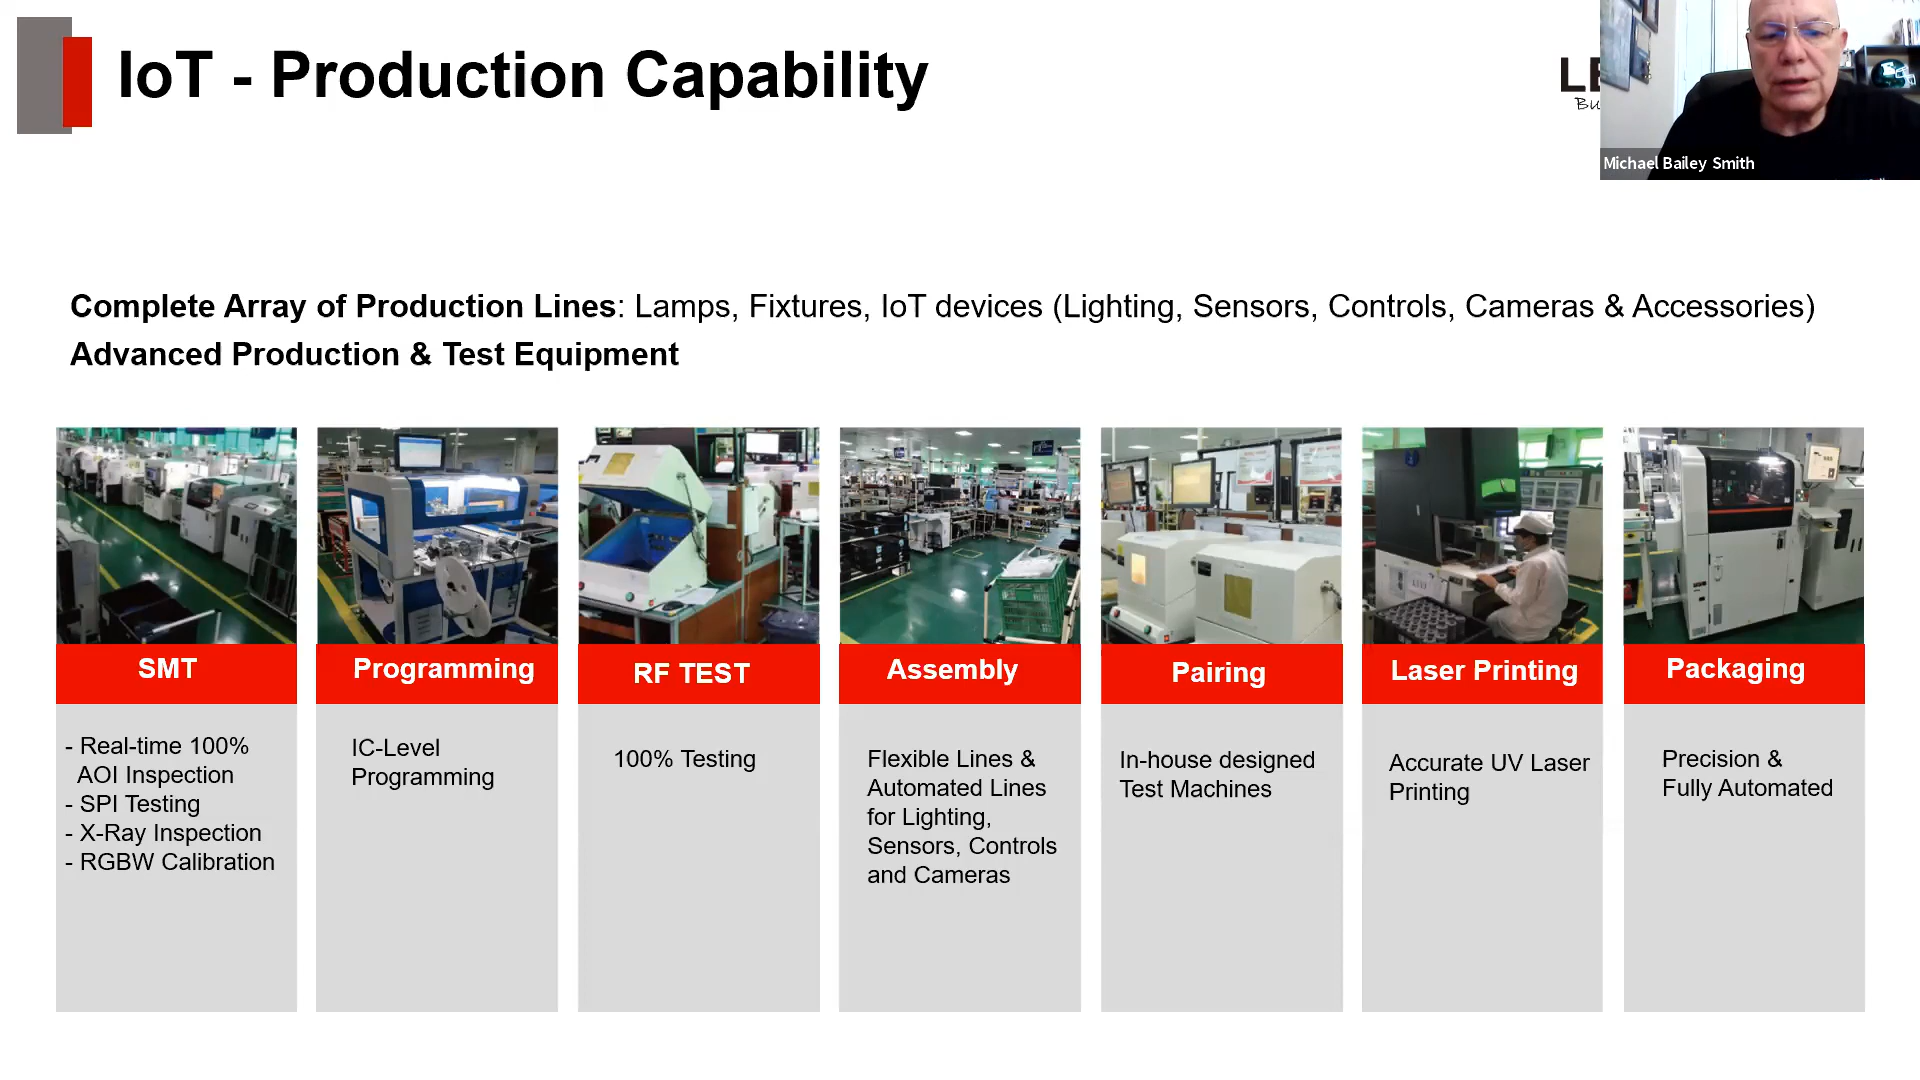 IoT - Production Capability
LE
Bu
Michael Bailey Smith
Complete Array of Production Lines: Lamps, Fixtures, IoT devices (Lighting, Sensors, Controls, Cameras & Accessories)
Advanced Production & Test Equipment
SMT
- Real-time 100%
AOI Inspection
- SPI Testing
- X-Ray Inspection
- RGBW Calibration
Programming
IC-Level
Programming
RF TEST
100% Testing
Assembly
Flexible Lines &
Automated Lines
for Lighting,
Sensors, Controls
and Cameras
Pairing
In-house designed
Test Machines
Laser Printing
Accurate UV Laser
Printing
Packaging
Precision &
Fully Automated